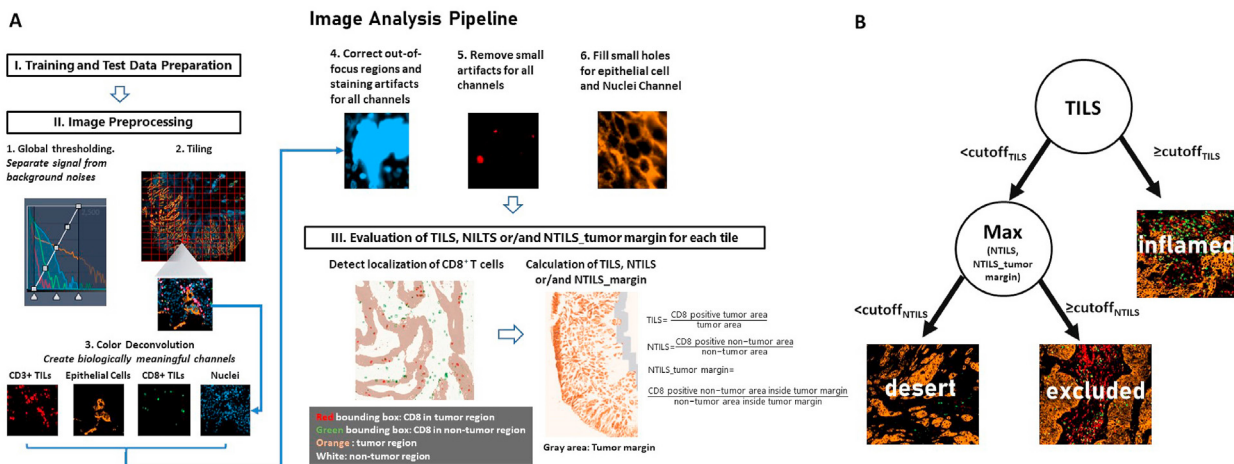 A
Image Analysis Pipeline
I. Training and Test Data Preparation
II. Image Preprocessing
1. Global thresholding.
Separate signal from
background noises
2. Tiling
2,500
3. Color Deconvolution
Create biologically meaningful channels
CD3+ TILs
Epithelial Cells
CD8+ TILs
Nuclei
4. Correct out-of-
focus regions and
staining artifacts
for all channels
5. Remove small
artifacts for all
channels
6. Fill small holes
for epithelial cell
and Nuclei Channel
III. Evaluation of TILS, NILTS or/and NTILS_tumor margin for each tile
Detect localization of CD8⁺ T cells
Calculation of TILS, NTILS
or/and NTILS_margin
TILS= CD8 positive tumor area
tumor area
NTILS= CD8 positive non-tumor area
non-tumor area
NTILS_tumor margin=
CD8 positive non-tumor area inside tumor margin
non-tumor area inside tumor margin
Red bounding box: CD8 in tumor region
Green bounding box: CD8 in non-tumor region
Orange : tumor region
White: non-tumor region
Gray area: Tumor margin
B
TILS
<cutoffTILS
≥cutoffTILS
Max
(NTILS,
NTILS_tumor
margin)
inflamed
<cutoffNTILS
≥cutoffNTILS
desert
excluded